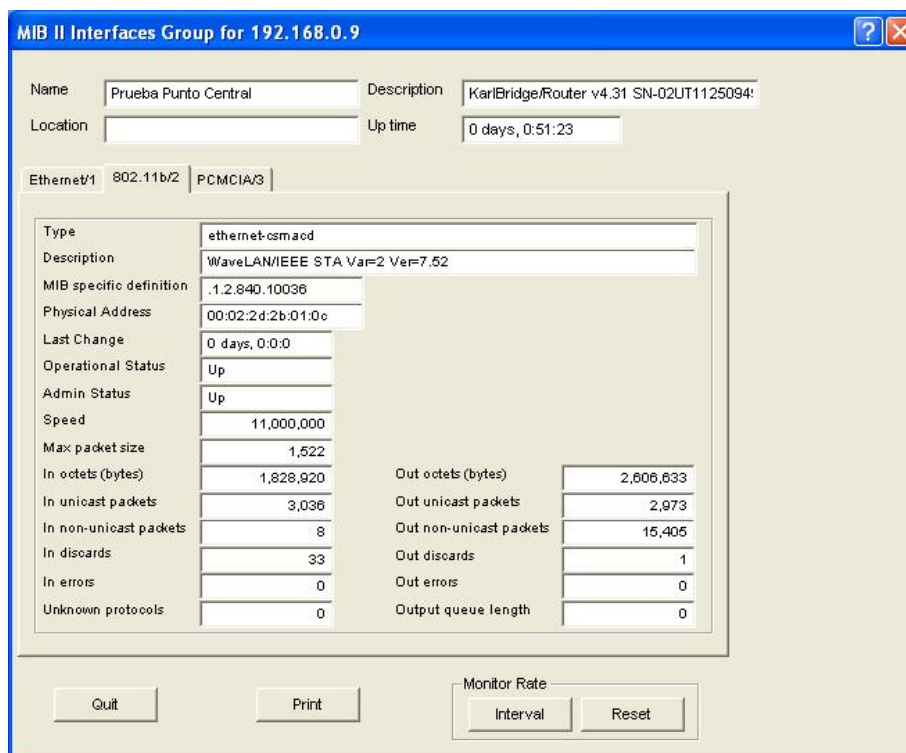 MIB II Interfaces Group for 192.168.0.9
Name Prueba Punto Central Description KarlBridge/Router v4.31 SN-02UT1125094
Location Up time 0 days, 0:51:23
Ethernet/1 802.11b/2 PCMCIA/3
Type ethernet-csmacd
Description WaveLAN/IEEE STA Var=2 Ver=7.52
MIB specific definition .1.2.840.10036
Physical Address 00:02:2d:2b:01:0c
Last Change 0 days, 0:0:0
Operational Status Up
Admin Status Up
Speed 11,000,000
Max packet size 1,522
In octets (bytes) 1,828,920 Out octets (bytes) 2,606,633
In unicast packets 3,036 Out unicast packets 2,973
In non-unicast packets 8 Out non-unicast packets 15,405
In discards 33 Out discards 1
In errors 0 Out errors 0
Unknown protocols 0 Output queue length 0
Monitor Rate
Quit Print Interval Reset